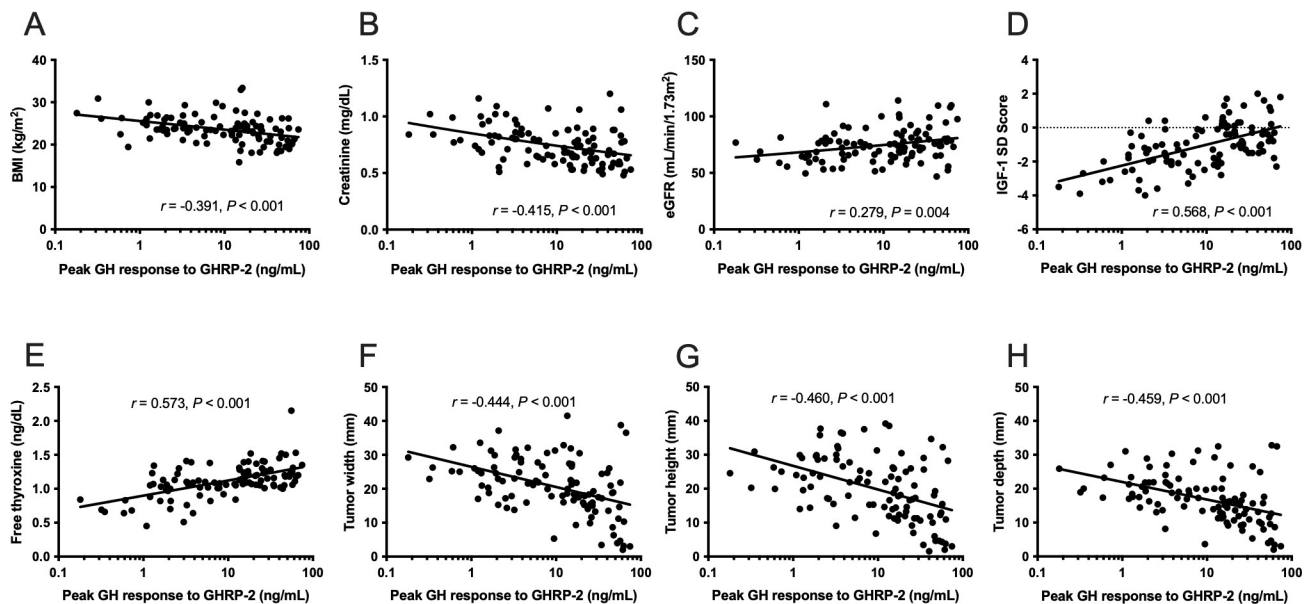 A
BMI (kg/m²)
40
30
20
10
0
r = -0.391, P < 0.001
0.1 1 10 100
Peak GH response to GHRP-2 (ng/mL)
B
Creatinine (mg/dL)
1.5
1.0
0.5
0.0
r = -0.415, P < 0.001
0.1 1 10 100
Peak GH response to GHRP-2 (ng/mL)
C
eGFR (mL/min/1.73m²)
150
100
50
0
r = 0.279, P = 0.004
0.1 1 10 100
Peak GH response to GHRP-2 (ng/mL)
D
IGF-1 SD Score
4
2
0
-2
-4
-6
r = 0.568, P < 0.001
0.1 1 10 100
Peak GH response to GHRP-2 (ng/mL)
E
Free thyroxine (ng/dL)
2.5
2.0
1.5
1.0
0.5
0.0
r = 0.573, P < 0.001
0.1 1 10 100
Peak GH response to GHRP-2 (ng/mL)
F
Tumor width (mm)
50
40
30
20
10
0
r = -0.444, P < 0.001
0.1 1 10 100
Peak GH response to GHRP-2 (ng/mL)
G
Tumor height (mm)
50
40
30
20
10
0
r = -0.460, P < 0.001
0.1 1 10 100
Peak GH response to GHRP-2 (ng/mL)
H
Tumor depth (mm)
50
40
30
20
10
0
r = -0.459, P < 0.001
0.1 1 10 100
Peak GH response to GHRP-2 (ng/mL)